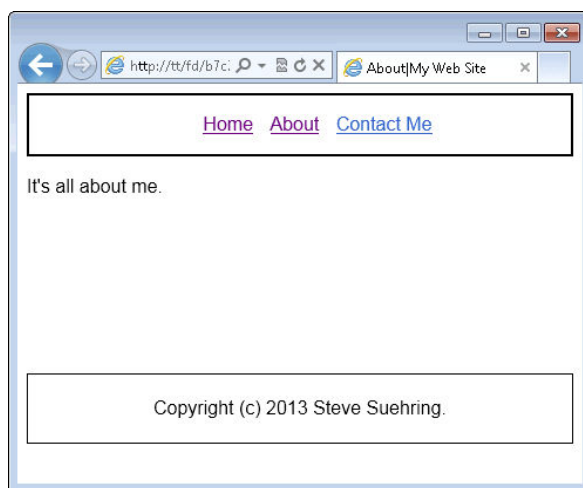 http://tt/fd/b7c
About|My Web Site
Home About Contact Me
It's all about me.
Copyright (c) 2013 Steve Suehring.